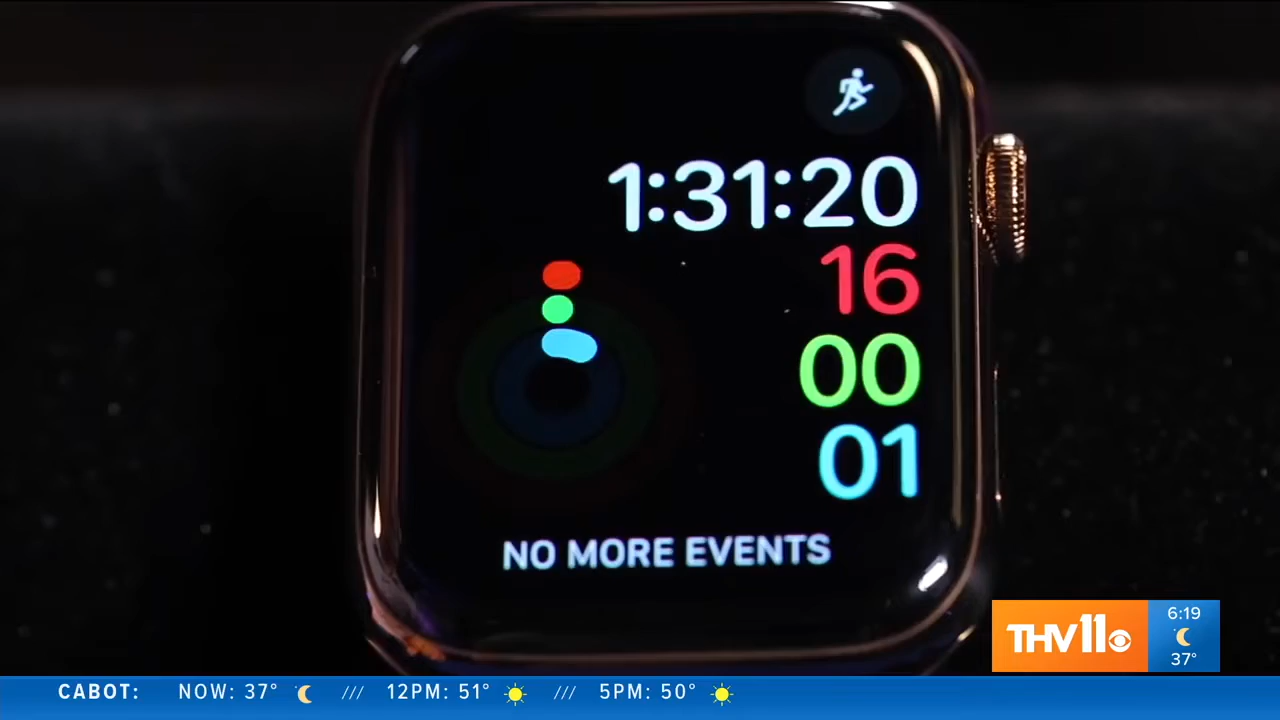 1:31:20
16
00
01
NO MORE EVENTS
THV11
6:19
37°
CABOT: NOW: 37° /// 12PM: 51° /// 5PM: 50°